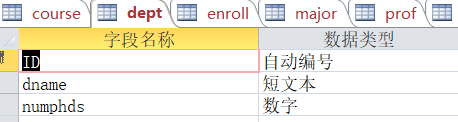 course dept enroll major prof
字段名称 数据类型
ID 自动编号
dname 短文本
numphds 数字